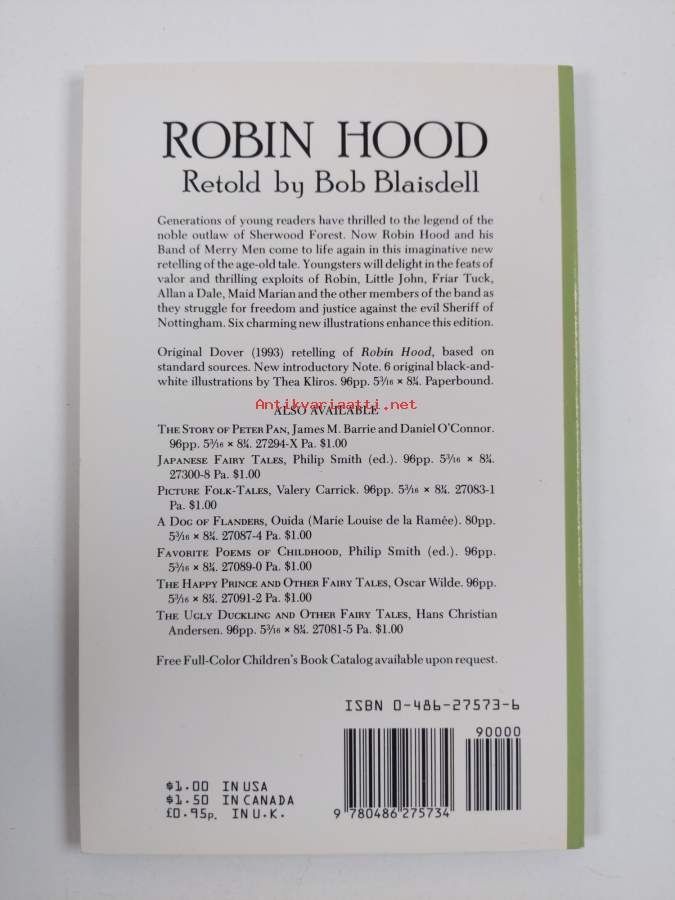 ROBIN HOOD
Retold by Bob Blaisdell
Generations of young readers have thrilled to the legend of the
noble outlaw of Sherwood Forest. Now Robin Hood and his
Band of Merry Men come to life again in this imaginative new
retelling of the age-old tale. Youngsters will delight in the feats of
valor and thrilling exploits of Robin, Little John, Friar Tuck,
Allan a Dale, Maid Marian and the other members of the band as
they struggle for freedom and justice against the evil Sheriff of
Nottingham. Six charming new illustrations enhance this edition.
Original Dover (1993) retelling of Robin Hood, based on
standard sources. New introductory Note. 6 original black-and-
white illustrations by Thea Kliros. 96pp. 5³⁄₁₆ × 8¼. Paperbound.
Antikvariaatti.net
ALSO AVAILABLE
THE STORY OF PETER PAN, James M. Barrie and Daniel O'Connor.
96pp. 5³⁄₁₆ × 8¼. 27294-X Pa. $1.00
JAPANESE FAIRY TALES, Philip Smith (ed.). 96pp. 5³⁄₁₆ × 8¼.
27300-8 Pa. $1.00
PICTURE FOLK-TALES, Valery Carrick. 96pp. 5³⁄₁₆ × 8¼. 27083-1
Pa. $1.00
A DOG OF FLANDERS, Ouida (Marie Louise de la Ramée). 80pp.
5³⁄₁₆ × 8¼. 27087-4 Pa. $1.00
FAVORITE POEMS OF CHILDHOOD, Philip Smith (ed.). 96pp.
5³⁄₁₆ × 8¼. 27089-0 Pa. $1.00
THE HAPPY PRINCE AND OTHER FAIRY TALES, Oscar Wilde. 96pp.
5³⁄₁₆ × 8¼. 27091-2 Pa. $1.00
THE UGLY DUCKLING AND OTHER FAIRY TALES, Hans Christian
Andersen. 96pp. 5³⁄₁₆ × 8¼. 27081-5 Pa. $1.00
Free Full-Color Children's Book Catalog available upon request.
ISBN 0-486-27573-6
90000
$1.00 IN USA
$1.50 IN CANADA
£0.95p. IN U.K.
9 780486 275734